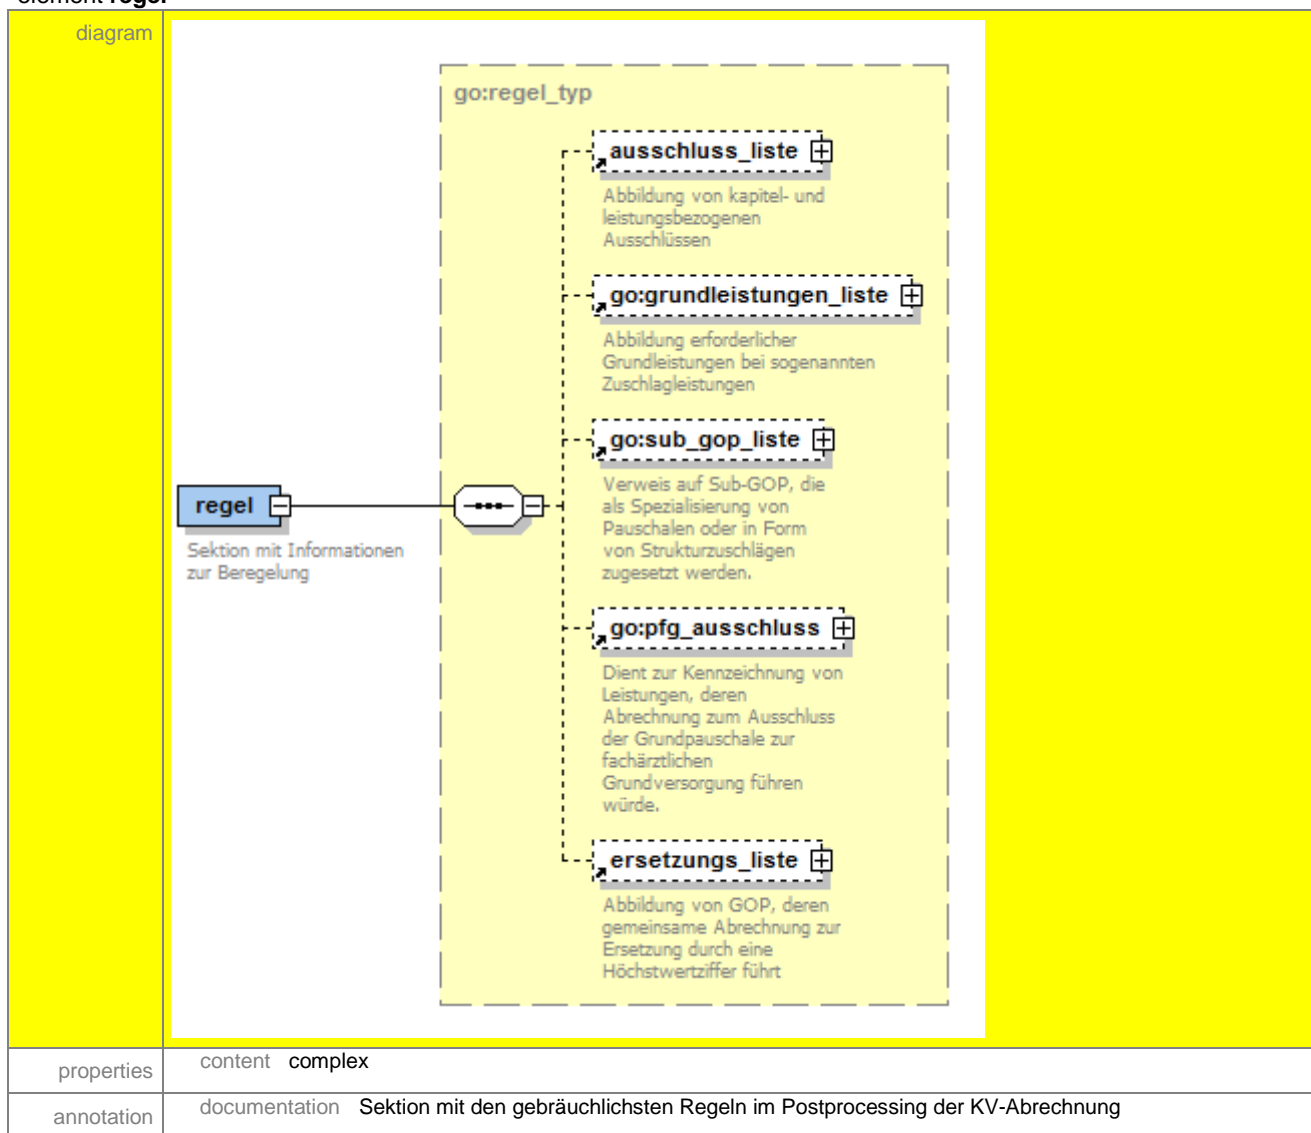 element regel
diagram
go:regel_typ
ausschluss_liste
Abbildung von kapitel- und
leistungsbezogenen
Ausschlüssen
go:grundleistungen_liste
Abbildung erforderlicher
Grundleistungen bei sogenannten
Zuschlagleistungen
go:sub_gop_liste
Verweis auf Sub-GOP, die
als Spezialisierung von
Pauschalen oder in Form
von Strukturzuschlägen
zugesetzt werden.
regel
Sektion mit Informationen
zur Beregelung
go:pfg_ausschluss
Dient zur Kennzeichnung von
Leistungen, deren
Abrechnung zum Ausschluss
der Grundpauschale zur
fachärztlichen
Grundversorgung führen
würde.
ersetzungs_liste
Abbildung von GOP, deren
gemeinsame Abrechnung zur
Ersetzung durch eine
Höchstwertziffer führt
properties content complex
annotation documentation Sektion mit den gebräuchlichsten Regeln im Postprocessing der KV-Abrechnung